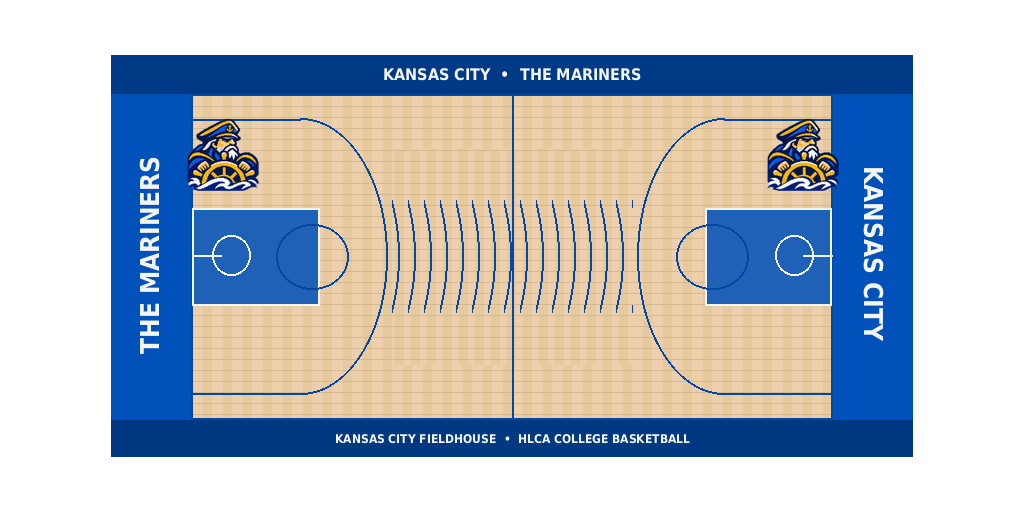 KANSAS CITY • THE MARINERS
THE MARINERS
KANSAS CITY
KANSAS CITY FIELDHOUSE • HLCA COLLEGE BASKETBALL